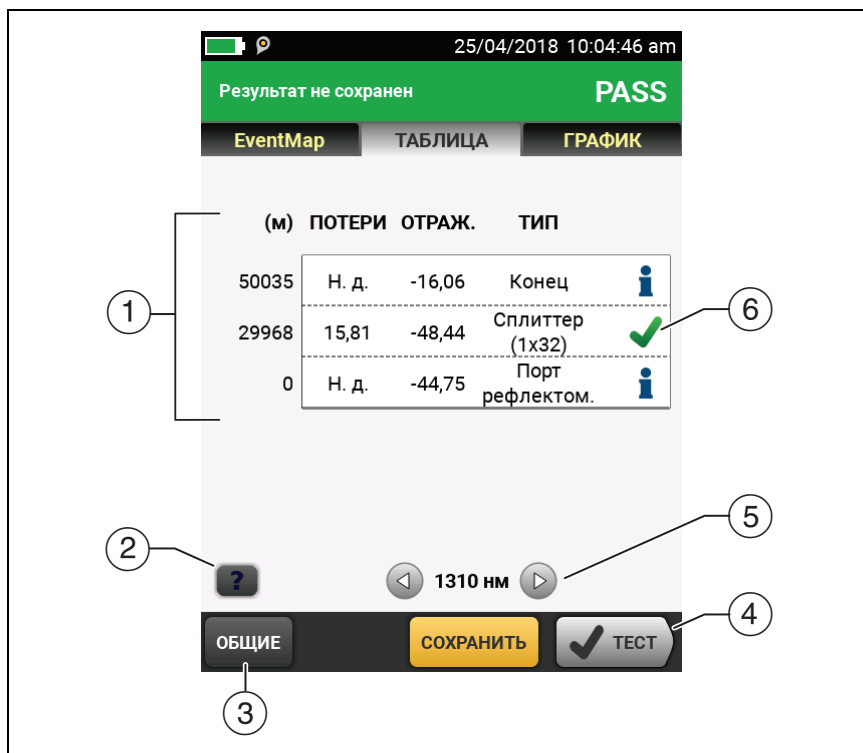 25/04/2018 10:04:46 am
Результат не сохранен PASS
EventMap ТАБЛИЦА ГРАФИК
(м) ПОТЕРИ ОТРАЖ. ТИП
50035 Н. д. -16,06 Конец
29968 15,81 -48,44 Сплиттер
(1x32)
0 Н. д. -44,75 Порт
рефлектом.
1
6
5
2
? 1310 нм
4
ОБЩИЕ СОХРАНИТЬ ТЕСТ
3